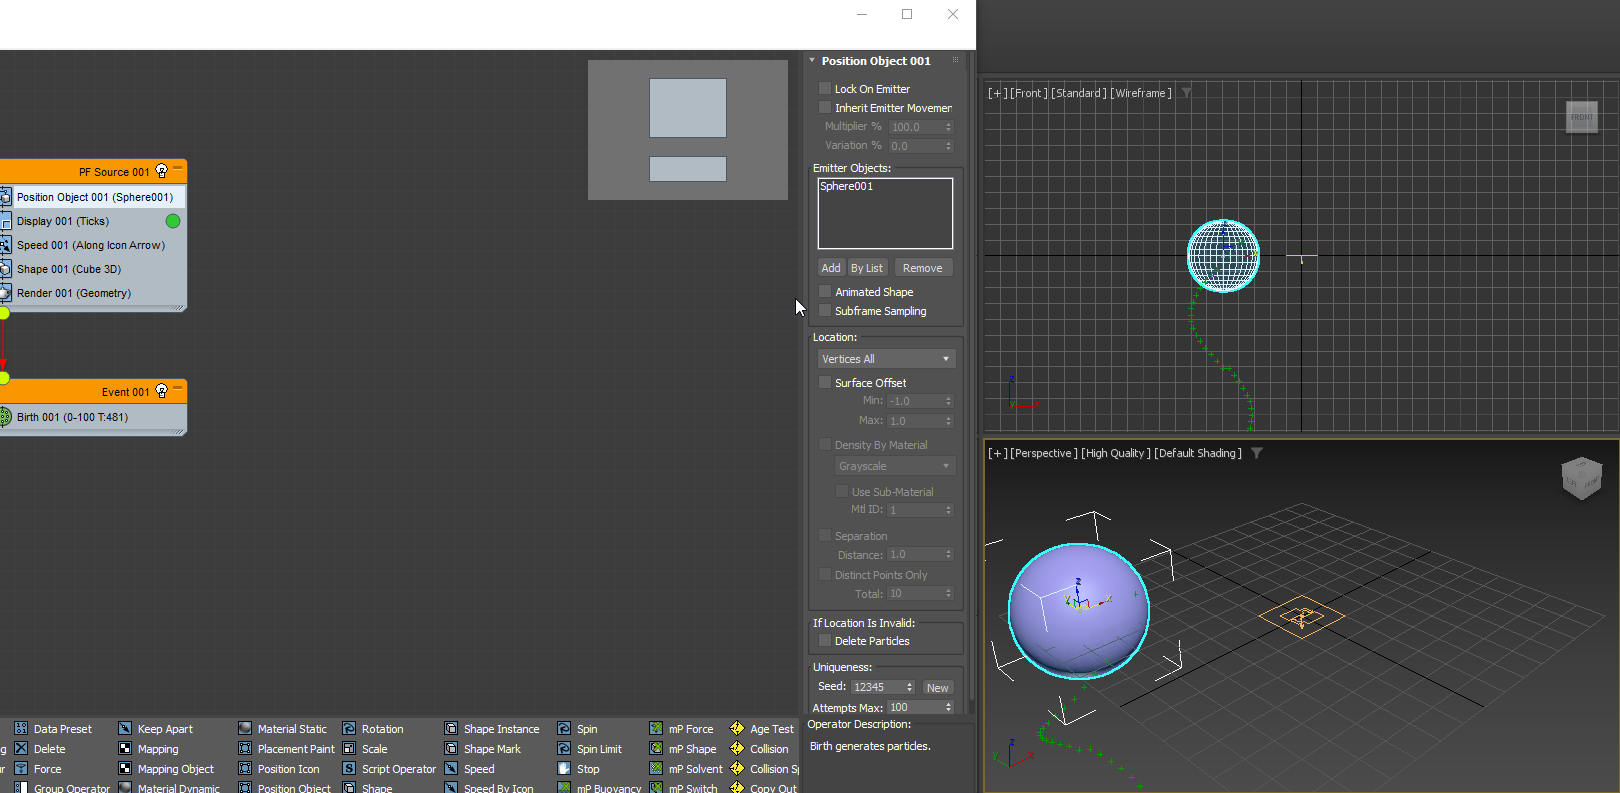 PF Source 001
Position Object 001 (Sphere001)
Display 001 (Ticks)
Speed 001 (Along Icon Arrow)
Shape 001 (Cube 3D)
Render 001 (Geometry)
Event 001
Birth 001 (0-100 T:481)
Position Object 001
Lock On Emitter
Inherit Emitter Movemer
Multiplier % 100.0
Variation % 0.0
Emitter Objects:
Sphere001
Add By List Remove
Animated Shape
Subframe Sampling
Location:
Vertices All
Surface Offset
Min: -1.0
Max: 1.0
Density By Material
Grayscale
Use Sub-Material
Mtl ID: 1
Separation
Distance: 1.0
Distinct Points Only
Total: 10
If Location Is Invalid:
Delete Particles
Uniqueness:
Seed: 12345 New
Attempts Max: 100
Operator Description:
Birth generates particles.
[+] [Front] [Standard] [Wireframe]
FRONT
z
y x
[+] [Perspective] [High Quality] [Default Shading]
FRONT
z
y x
z
y x
Data Preset Keep Apart Material Static Rotation Shape Instance Spin mP Force Age Test
g Delete Mapping Placement Paint Scale Shape Mark Spin Limit mP Shape Collision
r Force Mapping Object Position Icon S Script Operator Speed Stop mP Solvent Collision Sp
Group Operator Material Dynamic Position Object Shape Speed By Icon mP Buoyancy mP Switch Copy Out